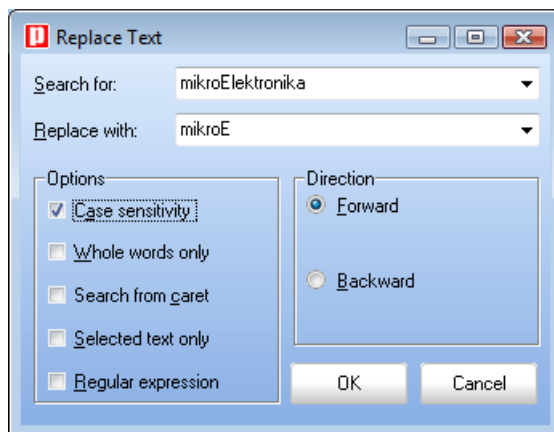 Replace Text
Search for: mikroElektronika
Replace with: mikroE
Options
Case sensitivity
Whole words only
Search from caret
Selected text only
Regular expression
Direction
Forward
Backward
OK Cancel